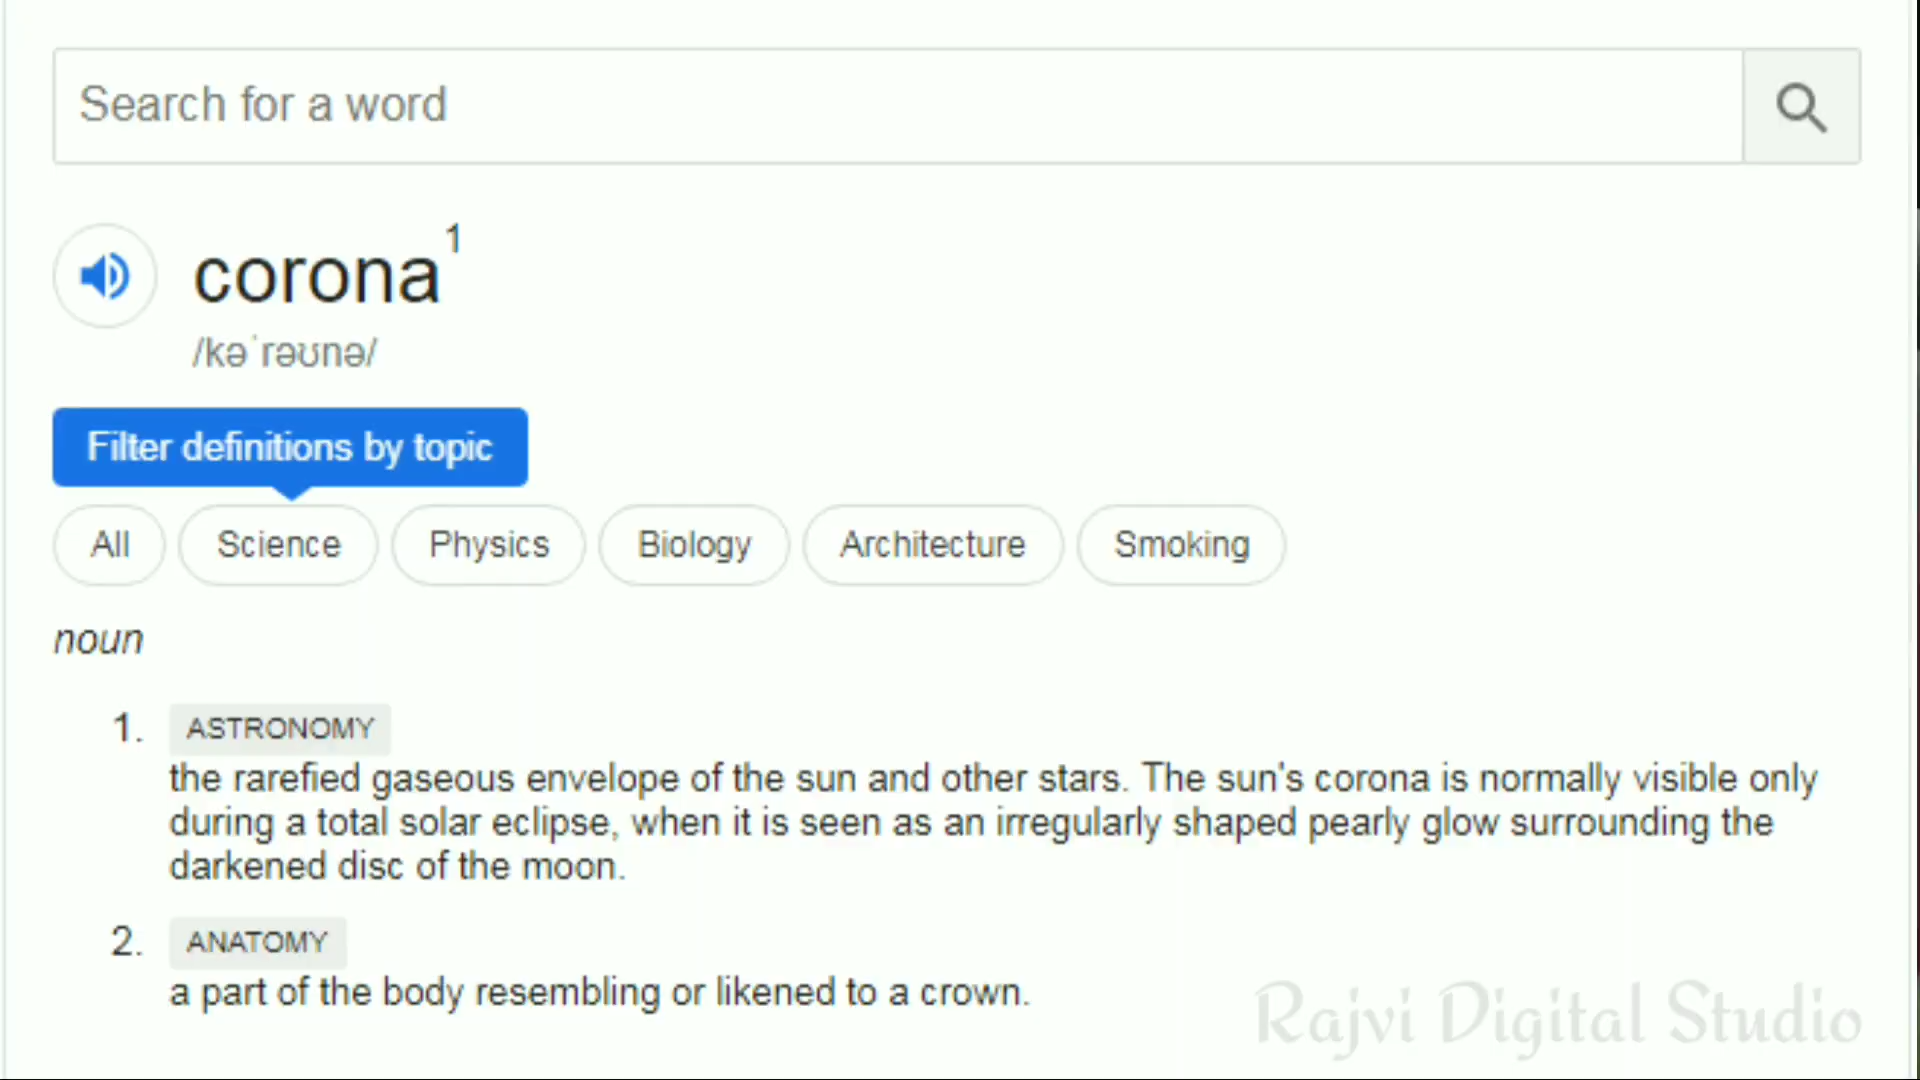 Search for a word
corona¹
/kəˈrəʊnə/
Filter definitions by topic
All Science Physics Biology Architecture Smoking
noun
1. ASTRONOMY
the rarefied gaseous envelope of the sun and other stars. The sun's corona is normally visible only
during a total solar eclipse, when it is seen as an irregularly shaped pearly glow surrounding the
darkened disc of the moon.
2. ANATOMY
a part of the body resembling or likened to a crown.
Rajvi Digital Studio